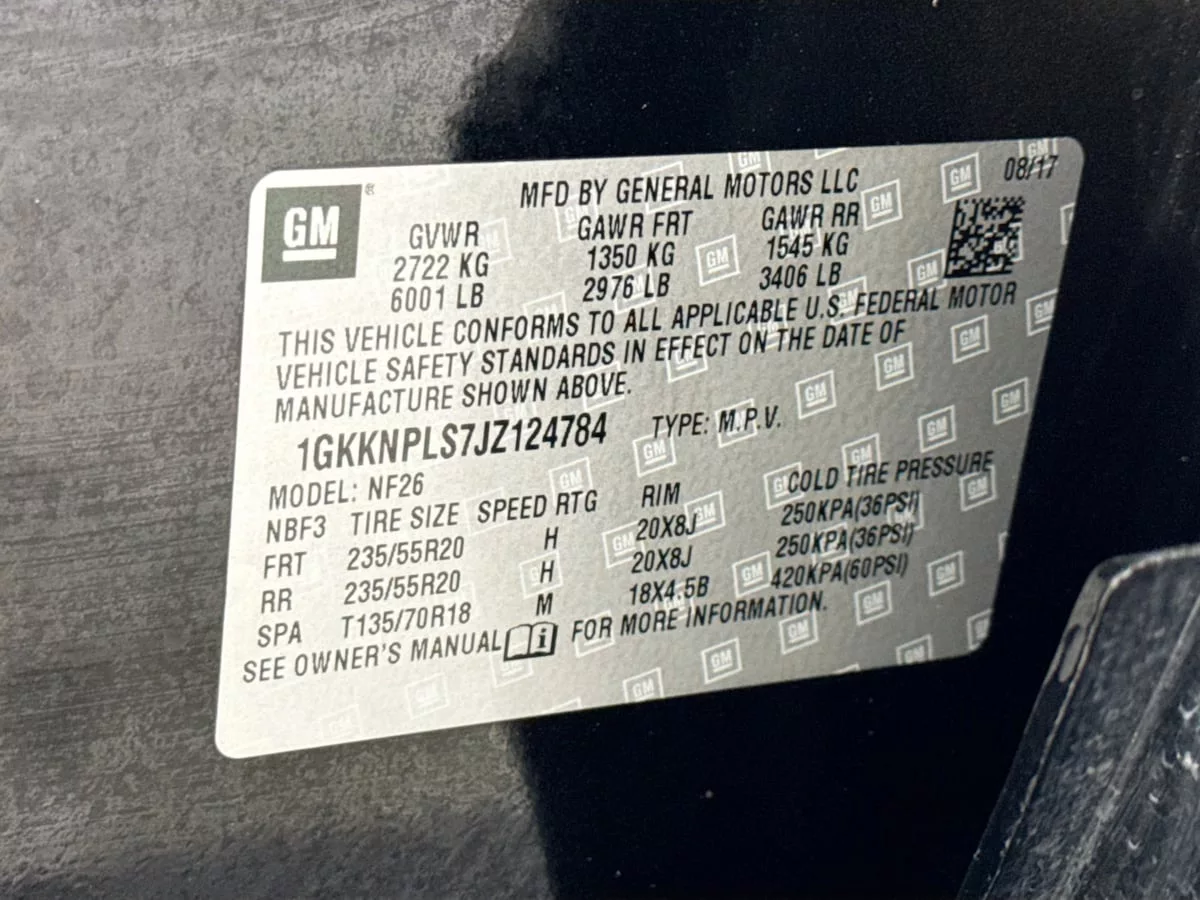 GM ®
MFD BY GENERAL MOTORS LLC 08/17
GVWR GAWR FRT GAWR RR
2722 KG 1350 KG 1545 KG
6001 LB 2976 LB 3406 LB
THIS VEHICLE CONFORMS TO ALL APPLICABLE U.S. FEDERAL MOTOR
VEHICLE SAFETY STANDARDS IN EFFECT ON THE DATE OF
MANUFACTURE SHOWN ABOVE.
1GKKNPLS7JZ124784 TYPE: M.P.V.
MODEL: NF26
NBF3 TIRE SIZE SPEED RTG RIM COLD TIRE PRESSURE
FRT 235/55R20 H 20X8J 250KPA(36PSI)
RR 235/55R20 H 20X8J 250KPA(36PSI)
SPA T135/70R18 M 18X4.5B 420KPA(60PSI)
SEE OWNER'S MANUAL FOR MORE INFORMATION.